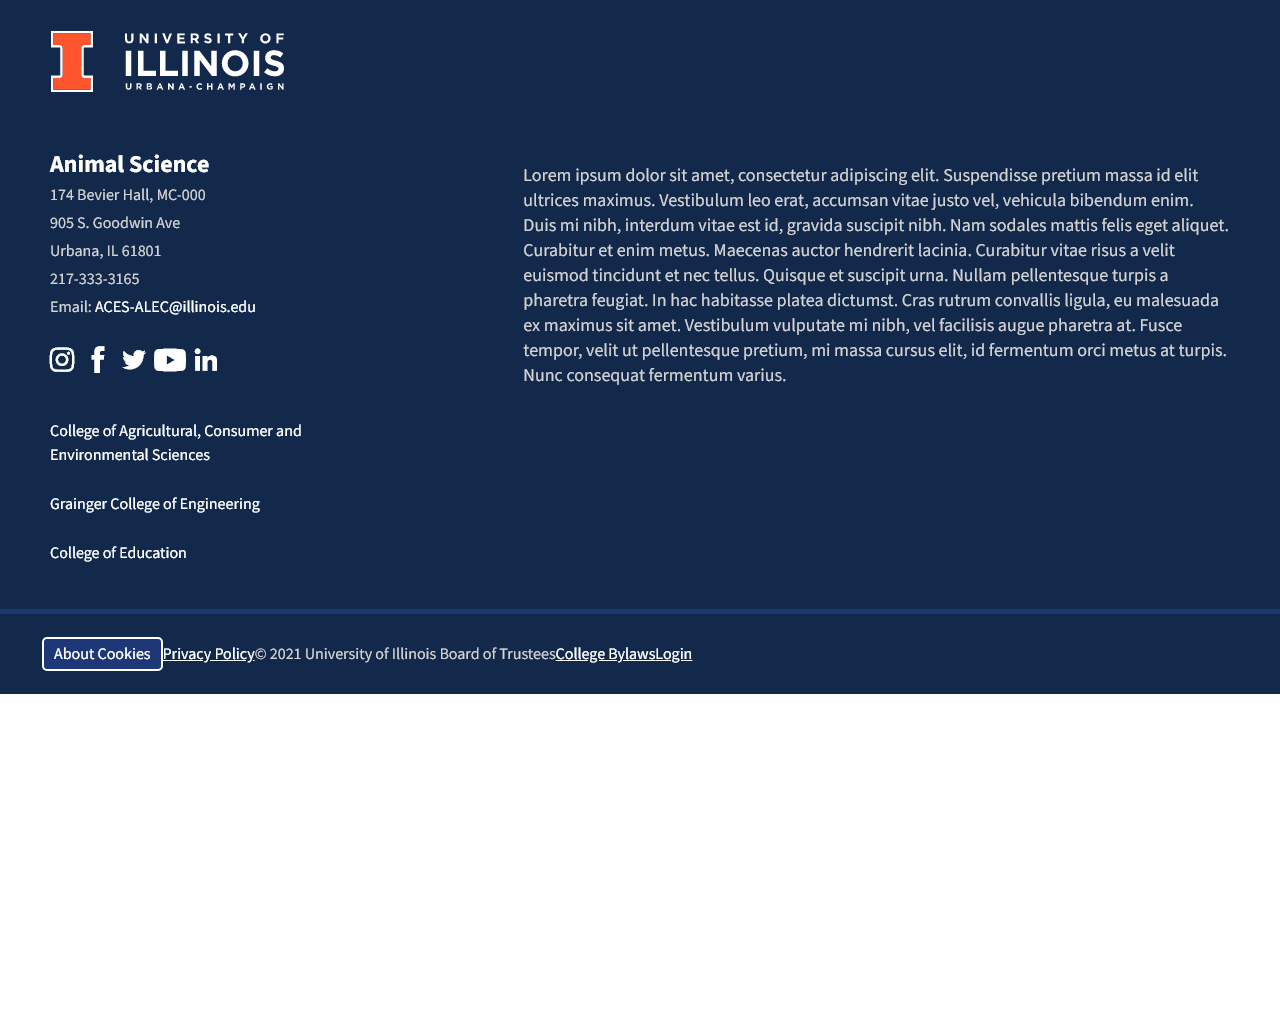 UNIVERSITY OF
ILLINOIS
URBANA-CHAMPAIGN
Animal Science
174 Bevier Hall, MC-000
905 S. Goodwin Ave
Urbana, IL 61801
217-333-3165
Email: ACES-ALEC@illinois.edu
College of Agricultural, Consumer and
Environmental Sciences
Grainger College of Engineering
College of Education
Lorem ipsum dolor sit amet, consectetur adipiscing elit. Suspendisse pretium massa id elit
ultrices maximus. Vestibulum leo erat, accumsan vitae justo vel, vehicula bibendum enim.
Duis mi nibh, interdum vitae est id, gravida suscipit nibh. Nam sodales mattis felis eget aliquet.
Curabitur et enim metus. Maecenas auctor hendrerit lacinia. Curabitur vitae risus a velit
euismod tincidunt et nec tellus. Quisque et suscipit urna. Nullam pellentesque turpis a
pharetra feugiat. In hac habitasse platea dictumst. Cras rutrum convallis ligula, eu malesuada
ex maximus sit amet. Vestibulum vulputate mi nibh, vel facilisis augue pharetra at. Fusce
tempor, velit ut pellentesque pretium, mi massa cursus elit, id fermentum orci metus at turpis.
Nunc consequat fermentum varius.
About Cookies Privacy Policy© 2021 University of Illinois Board of TrusteesCollege BylawsLogin